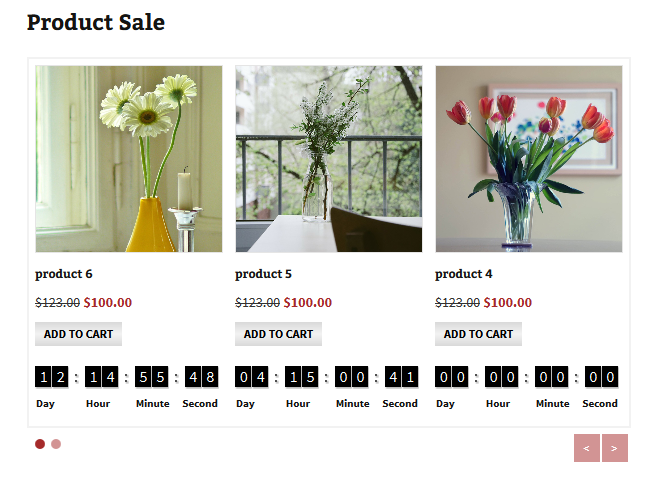 Product Sale
product 6
$123.00 $100.00
ADD TO CART
12 : 14 : 55 : 48
Day Hour Minute Second
product 5
$123.00 $100.00
ADD TO CART
04 : 15 : 00 : 41
Day Hour Minute Second
product 4
$123.00 $100.00
ADD TO CART
00 : 00 : 00 : 00
Day Hour Minute Second
< >